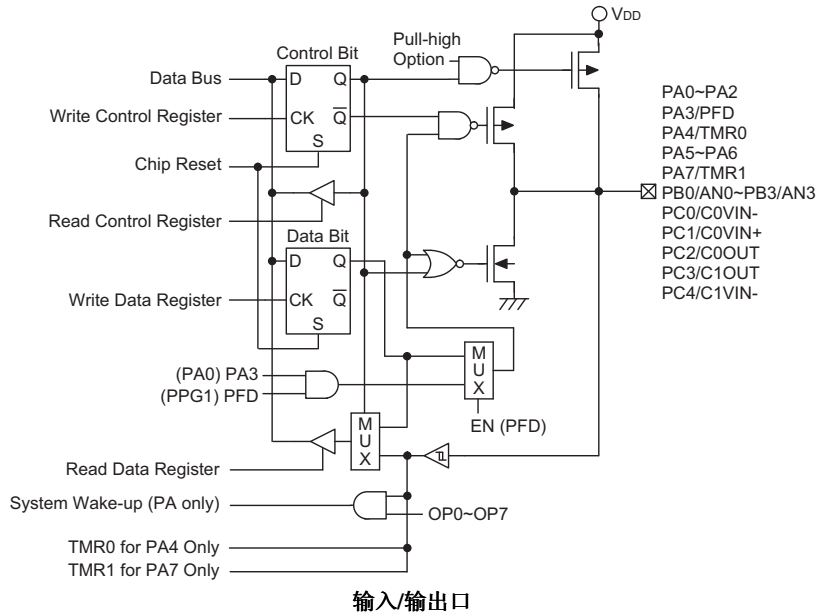 VDD
Pull-high
Option
Control Bit
Data Bus
D
Q
Write Control Register
CK
Q
S
Chip Reset
Read Control Register
Data Bit
D
Q
Write Data Register
CK
Q
S
(PA0) PA3
(PPG1) PFD
M
U
X
EN (PFD)
M
U
X
Read Data Register
System Wake-up (PA only)
OP0~OP7
TMR0 for PA4 Only
TMR1 for PA7 Only
PA0~PA2
PA3/PFD
PA4/TMR0
PA5~PA6
PA7/TMR1
PB0/AN0~PB3/AN3
PC0/C0VIN-
PC1/C0VIN+
PC2/C0OUT
PC3/C1OUT
PC4/C1VIN-
输入/输出口